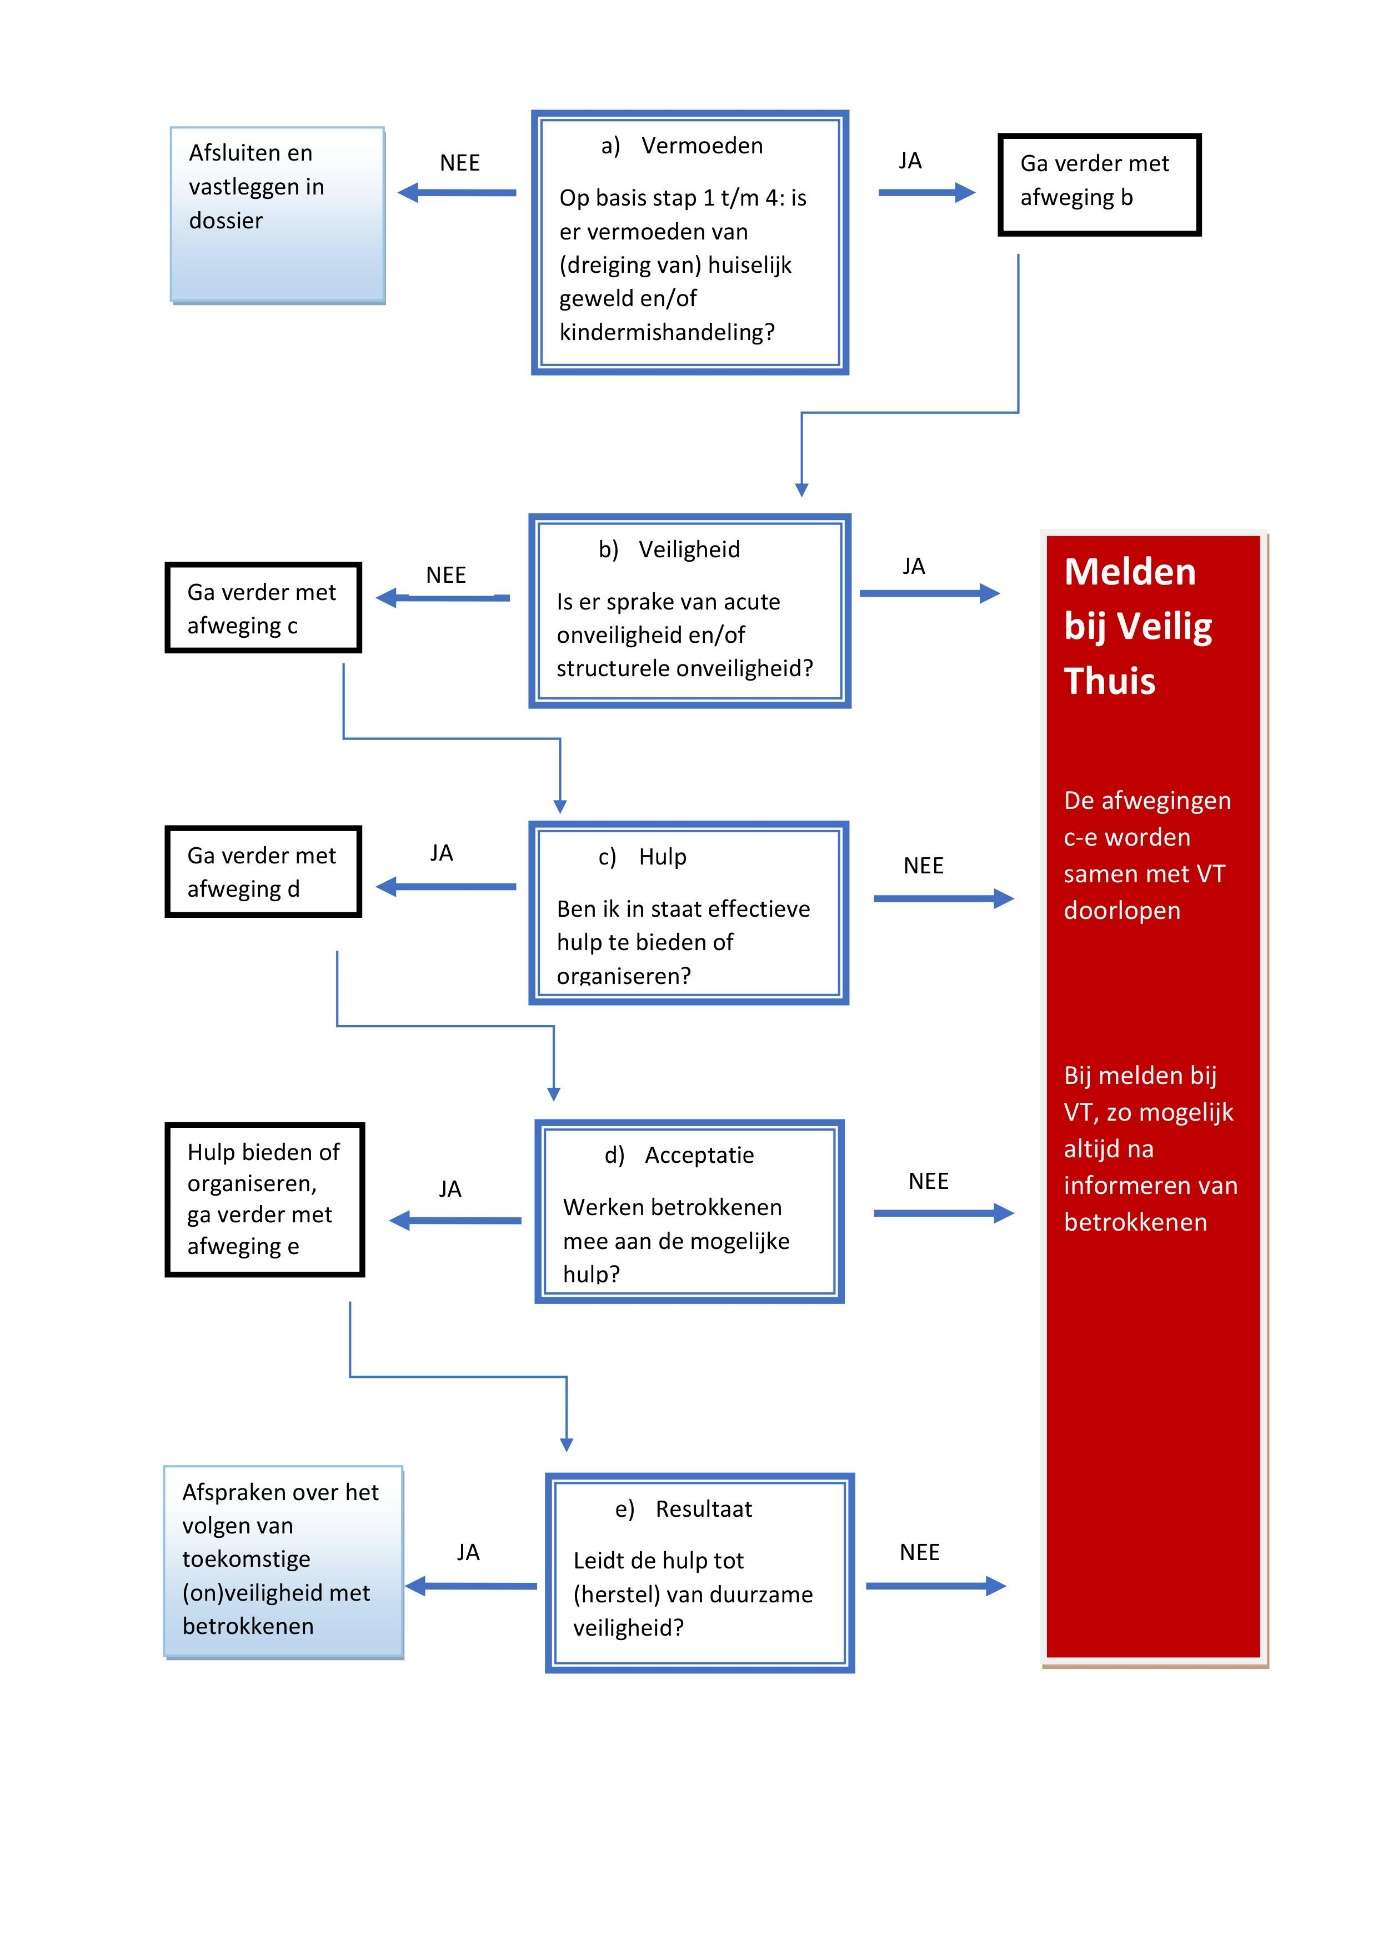 Afsluiten en
vastleggen in
dossier
NEE
a) Vermoeden
Op basis stap 1 t/m 4: is
er vermoeden van
(dreiging van) huiselijk
geweld en/of
kindermishandeling?
JA
Ga verder met
afweging b
Ga verder met
afweging c
NEE
b) Veiligheid
Is er sprake van acute
onveiligheid en/of
structurele onveiligheid?
JA
Melden
bij Veilig
Thuis
De afwegingen
c-e worden
samen met VT
doorlopen
Bij melden bij
VT, zo mogelijk
altijd na
informeren van
betrokkenen
Ga verder met
afweging d
JA
c) Hulp
Ben ik in staat effectieve
hulp te bieden of
organiseren?
NEE
Hulp bieden of
organiseren,
ga verder met
afweging e
JA
d) Acceptatie
Werken betrokkenen
mee aan de mogelijke
hulp?
NEE
Afspraken over het
volgen van
toekomstige
(on)veiligheid met
betrokkenen
JA
e) Resultaat
Leidt de hulp tot
(herstel) van duurzame
veiligheid?
NEE